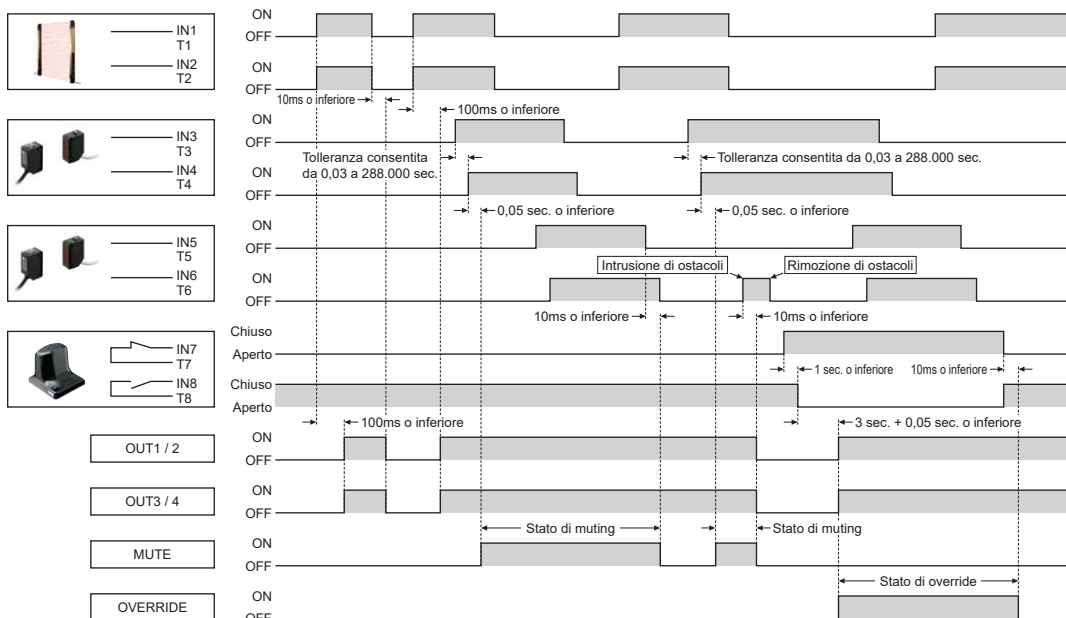 IN1
T1
IN2
T2
ON
OFF
ON
OFF
10ms o inferiore
100ms o inferiore
IN3
T3
IN4
T4
ON
OFF
Tolleranza consentita
da 0,03 a 288.000 sec.
Tolleranza consentita da 0,03 a 288.000 sec.
ON
OFF
0,05 sec. o inferiore
0,05 sec. o inferiore
IN5
T5
IN6
T6
ON
OFF
Intrusione di ostacoli
Rimozione di ostacoli
ON
OFF
10ms o inferiore
10ms o inferiore
IN7
T7
IN8
T8
Chiuso
Aperto
1 sec. o inferiore
10ms o inferiore
Chiuso
Aperto
100ms o inferiore
3 sec. + 0,05 sec. o inferiore
OUT1 / 2
ON
OFF
OUT3 / 4
ON
OFF
Stato di muting
Stato di muting
MUTE
ON
OFF
Stato di override
OVERRIDE
ON
OFF